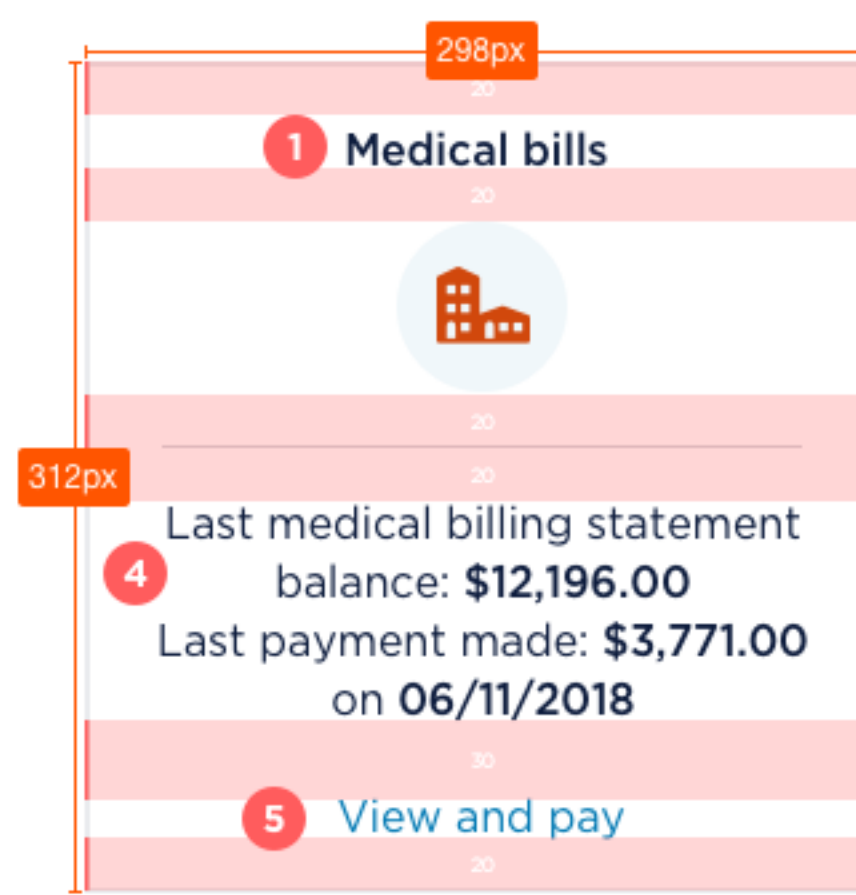 298px
20
1 Medical bills
20
20
312px
20
Last medical billing statement
4
balance: $12,196.00
Last payment made: $3,771.00
on 06/11/2018
30
5 View and pay
20